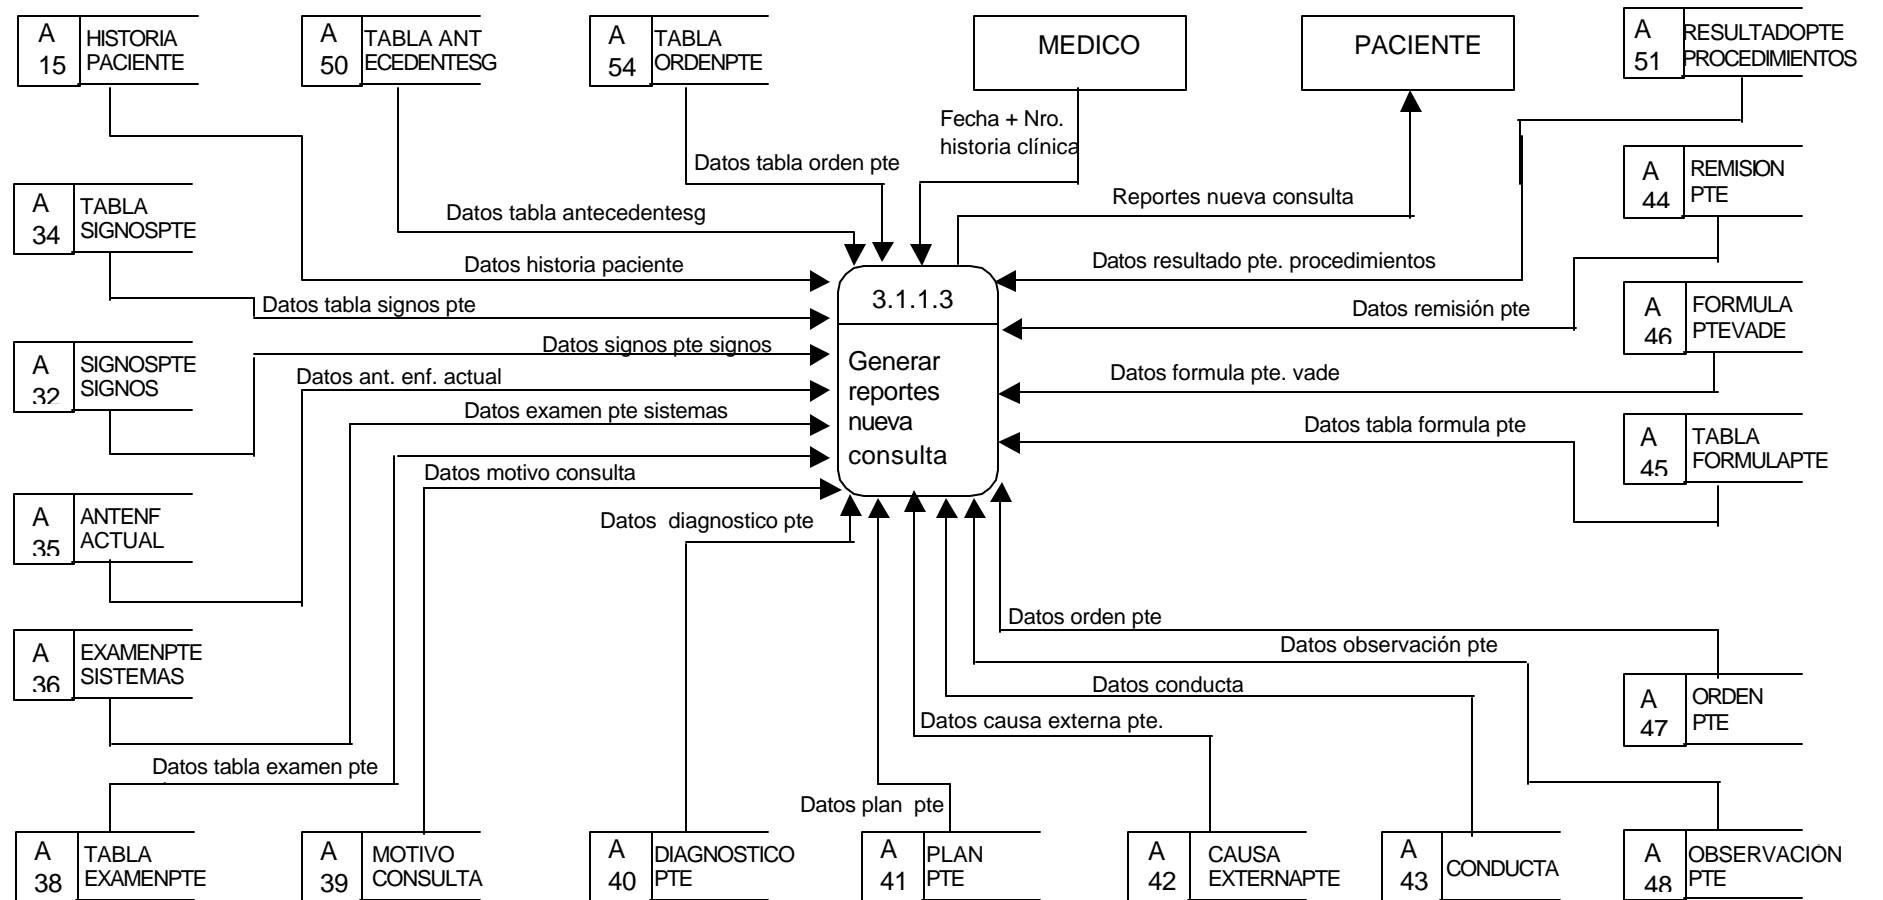 A
15
HISTORIA
PACIENTE
A
50
TABLA ANT
ECEDENTESG
A
54
TABLA
ORDENPTE
MEDICO
PACIENTE
A
51
RESULTADOPTE
PROCEDIMIENTOS
Fecha + Nro.
historia clínica
Datos tabla orden pte
A
44
REMISION
PTE
A
34
TABLA
SIGNOSPTE
Reportes nueva consulta
Datos tabla antecedentesg
Datos historia paciente
Datos resultado pte. procedimientos
Datos tabla signos pte
3.1.1.3
Datos remisión pte
A
46
FORMULA
PTEVADE
A
32
SIGNOSPTE
SIGNOS
Datos signos pte signos
Generar
reportes
nueva
consulta
Datos ant. enf. actual
Datos formula pte. vade
Datos examen pte sistemas
Datos tabla formula pte
A
45
TABLA
FORMULAPTE
Datos motivo consulta
A
35
ANTENF
ACTUAL
Datos diagnostico pte
Datos orden pte
A
36
EXAMENPTE
SISTEMAS
Datos observación pte
Datos conducta
A
47
ORDEN
PTE
Datos causa externa pte.
Datos tabla examen pte
Datos plan pte
A
38
TABLA
EXAMENPTE
A
39
MOTIVO
CONSULTA
A
40
DIAGNOSTICO
PTE
A
41
PLAN
PTE
A
42
CAUSA
EXTERNAPTE
A
43
CONDUCTA
A
48
OBSERVACIÓN
PTE